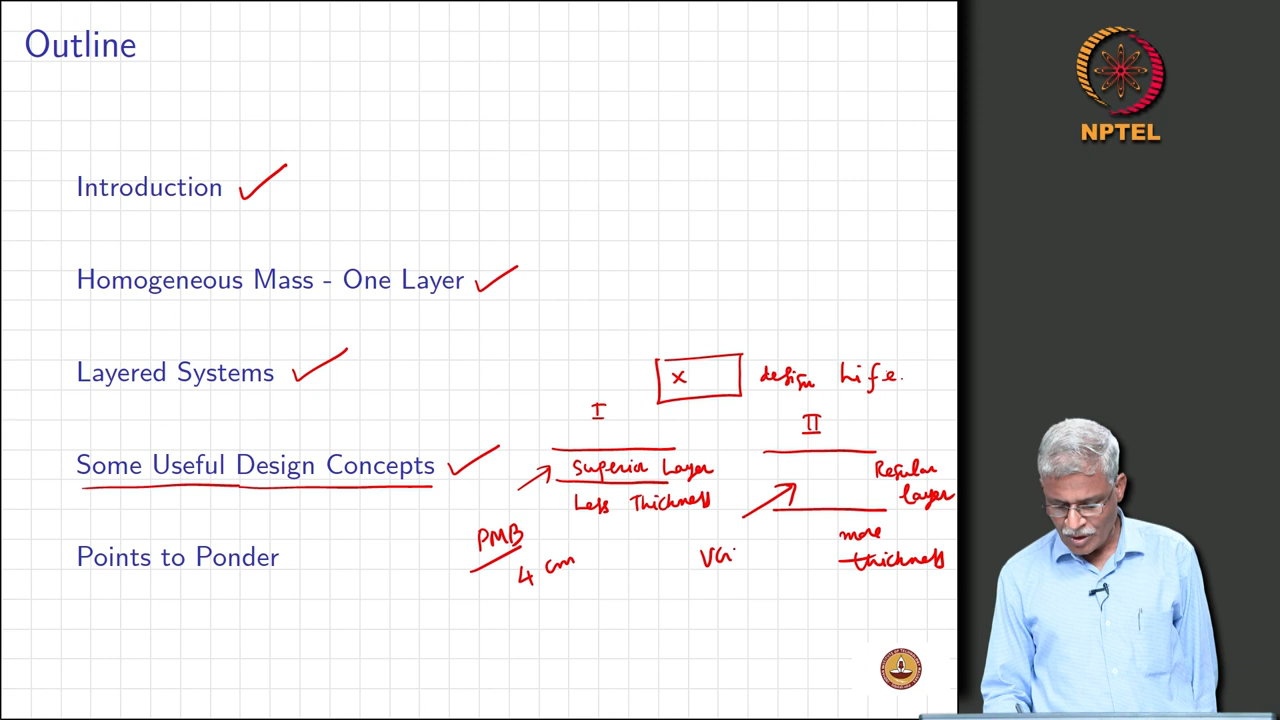 Outline
NPTEL
Introduction
Homogeneous Mass - One Layer
Layered Systems
x design Life.
I
II
Some Useful Design Concepts
Superior Layer
Less Thickness
Regular
layer
PMB
4 cm
VG
more
thickness
Points to Ponder